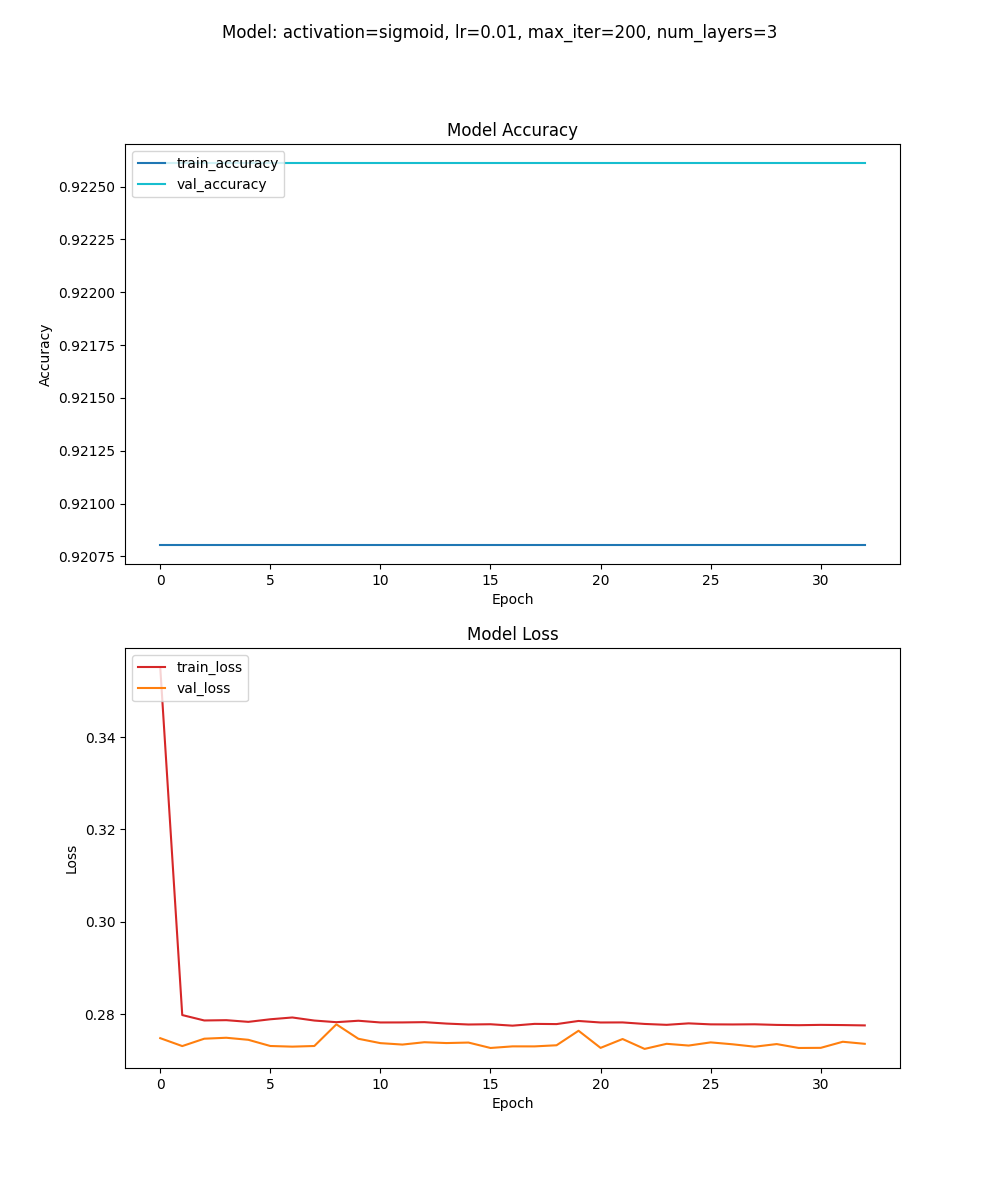 Model: activation=sigmoid, lr=0.01, max_iter=200, num_layers=3
Model Accuracy
train_accuracy
val_accuracy
0.92250
0.92225
0.92200
0.92175
0.92150
0.92125
0.92100
0.92075
Accuracy
0 5 10 15 20 25 30
Epoch
Model Loss
train_loss
val_loss
0.34
0.32
0.30
0.28
Loss
0 5 10 15 20 25 30
Epoch